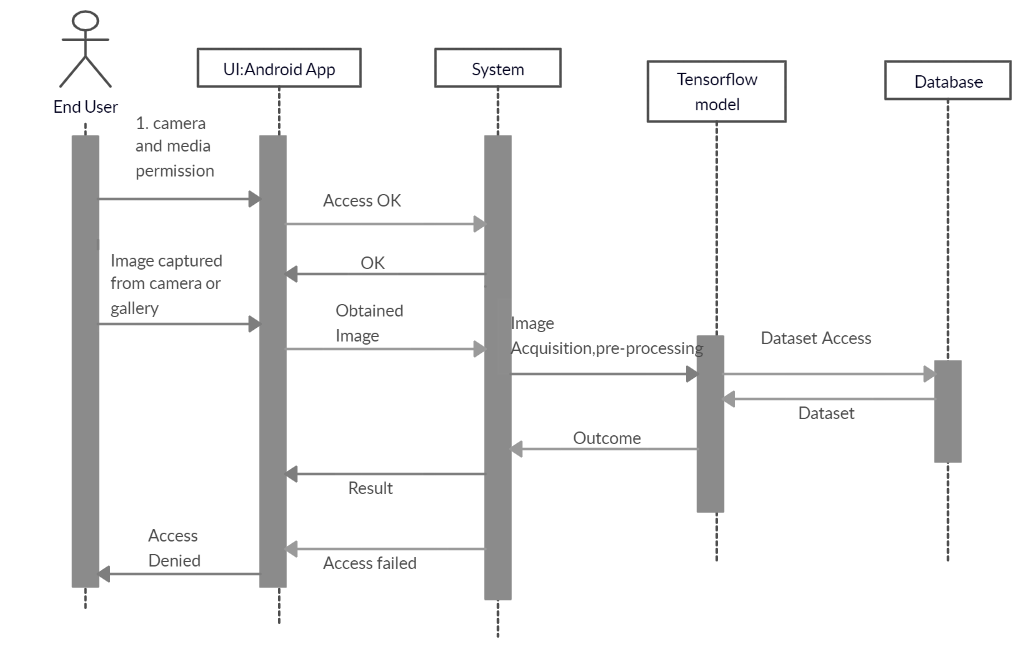 End User
UI:Android App
System
Tensorflow
model
Database
1. camera
and media
permission
Access OK
OK
Image captured
from camera or
gallery
Obtained
Image
Image
Acquisition,pre-processing
Dataset Access
Dataset
Outcome
Result
Access
Denied
Access failed